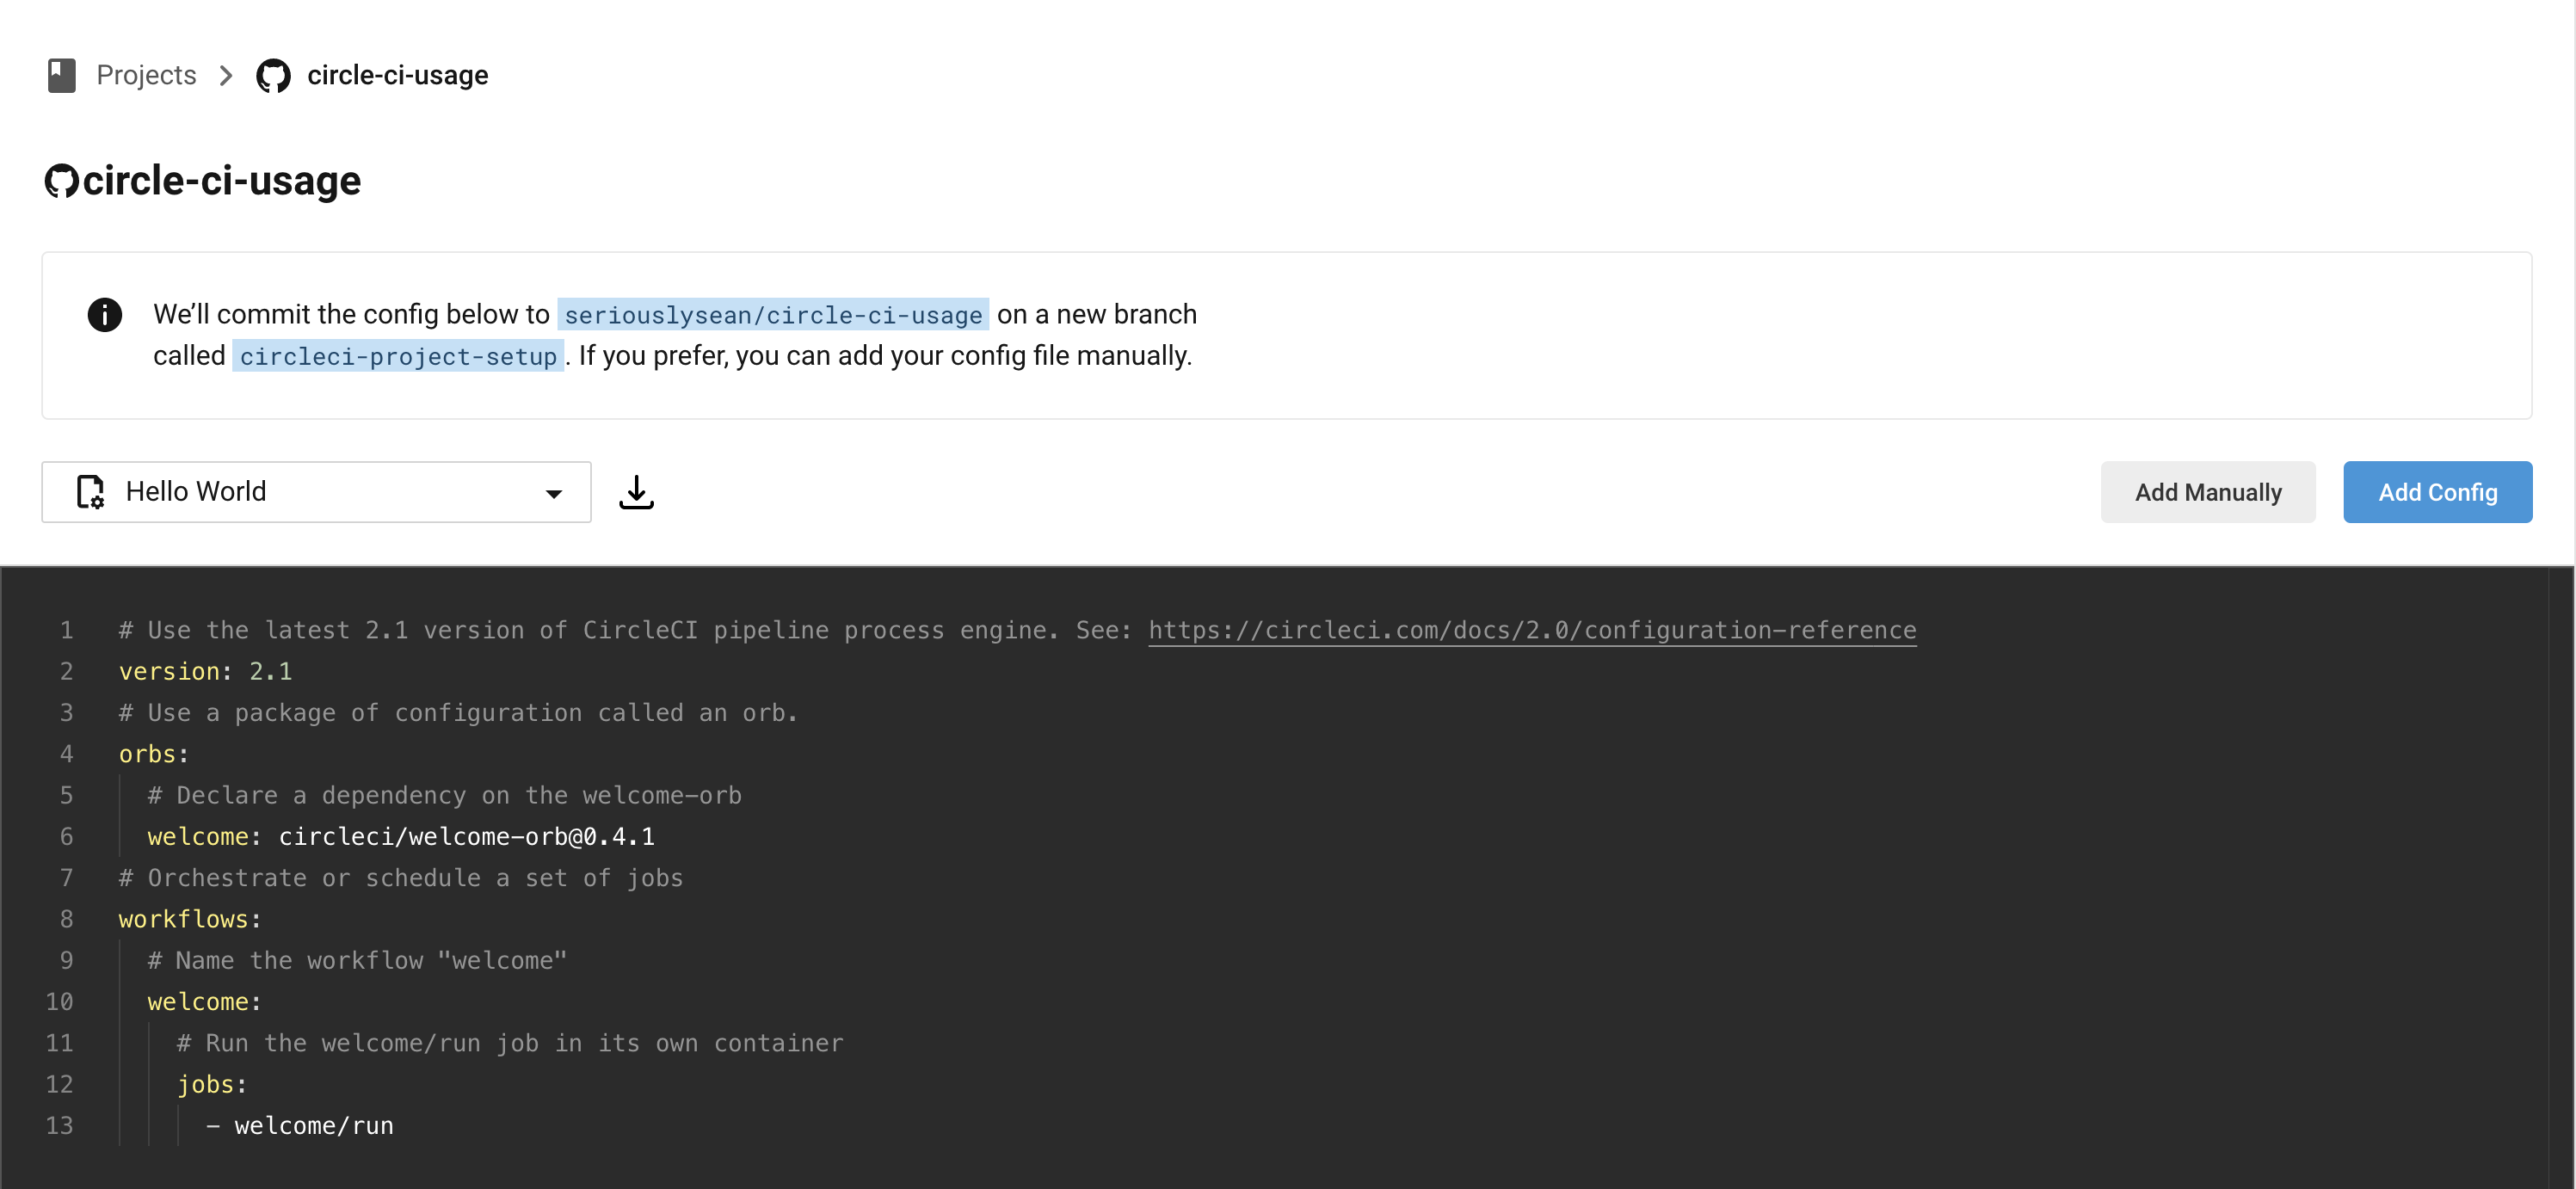 Projects > circle-ci-usage
circle-ci-usage
We’ll commit the config below to seriouslysean/circle-ci-usage on a new branch
called circleci-project-setup. If you prefer, you can add your config file manually.
Hello World
Add Manually
Add Config
1 # Use the latest 2.1 version of CircleCI pipeline process engine. See: https://circleci.com/docs/2.0/configuration-reference
2 version: 2.1
3 # Use a package of configuration called an orb.
4 orbs:
5   # Declare a dependency on the welcome-orb
6   welcome: circleci/welcome-orb@0.4.1
7 # Orchestrate or schedule a set of jobs
8 workflows:
9   # Name the workflow "welcome"
10   welcome:
11     # Run the welcome/run job in its own container
12     jobs:
13       - welcome/run